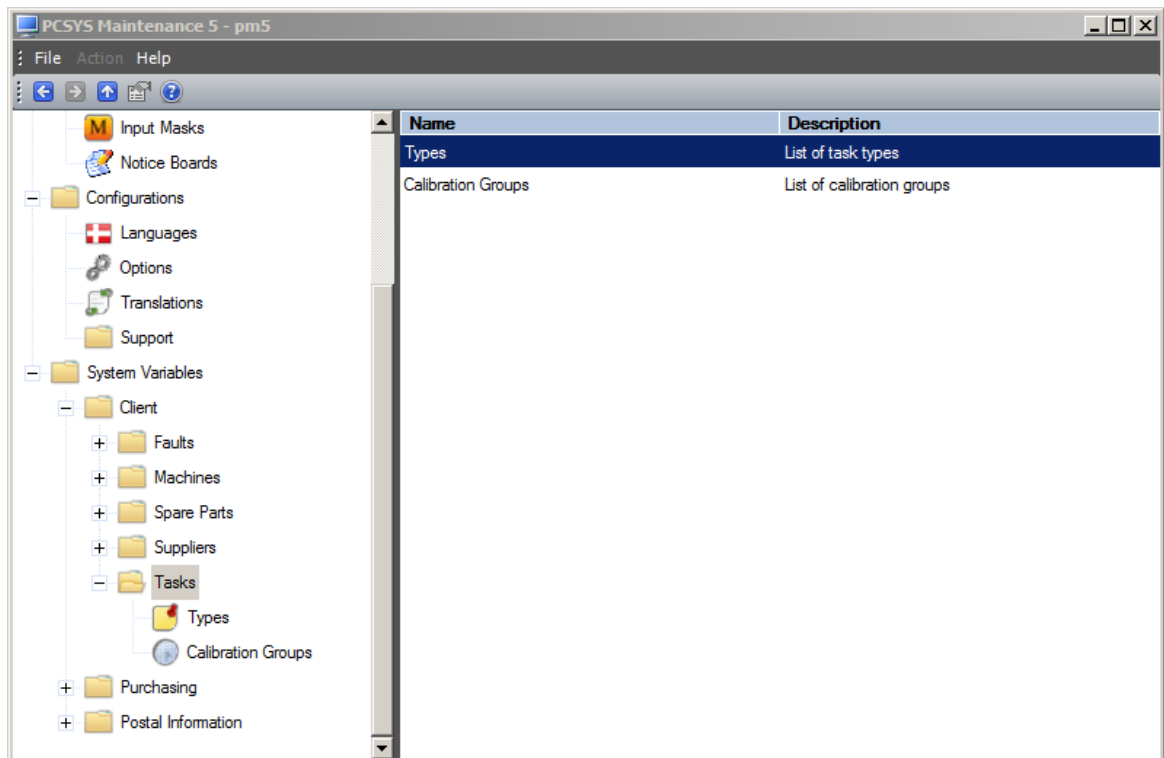 PCSYS Maintenance 5 - pm5
File Action Help
Input Masks
Notice Boards
Configurations
Languages
Options
Translations
Support
System Variables
Client
Faults
Machines
Spare Parts
Suppliers
Tasks
Types
Calibration Groups
Purchasing
Postal Information
Name Description
Types List of task types
Calibration Groups List of calibration groups